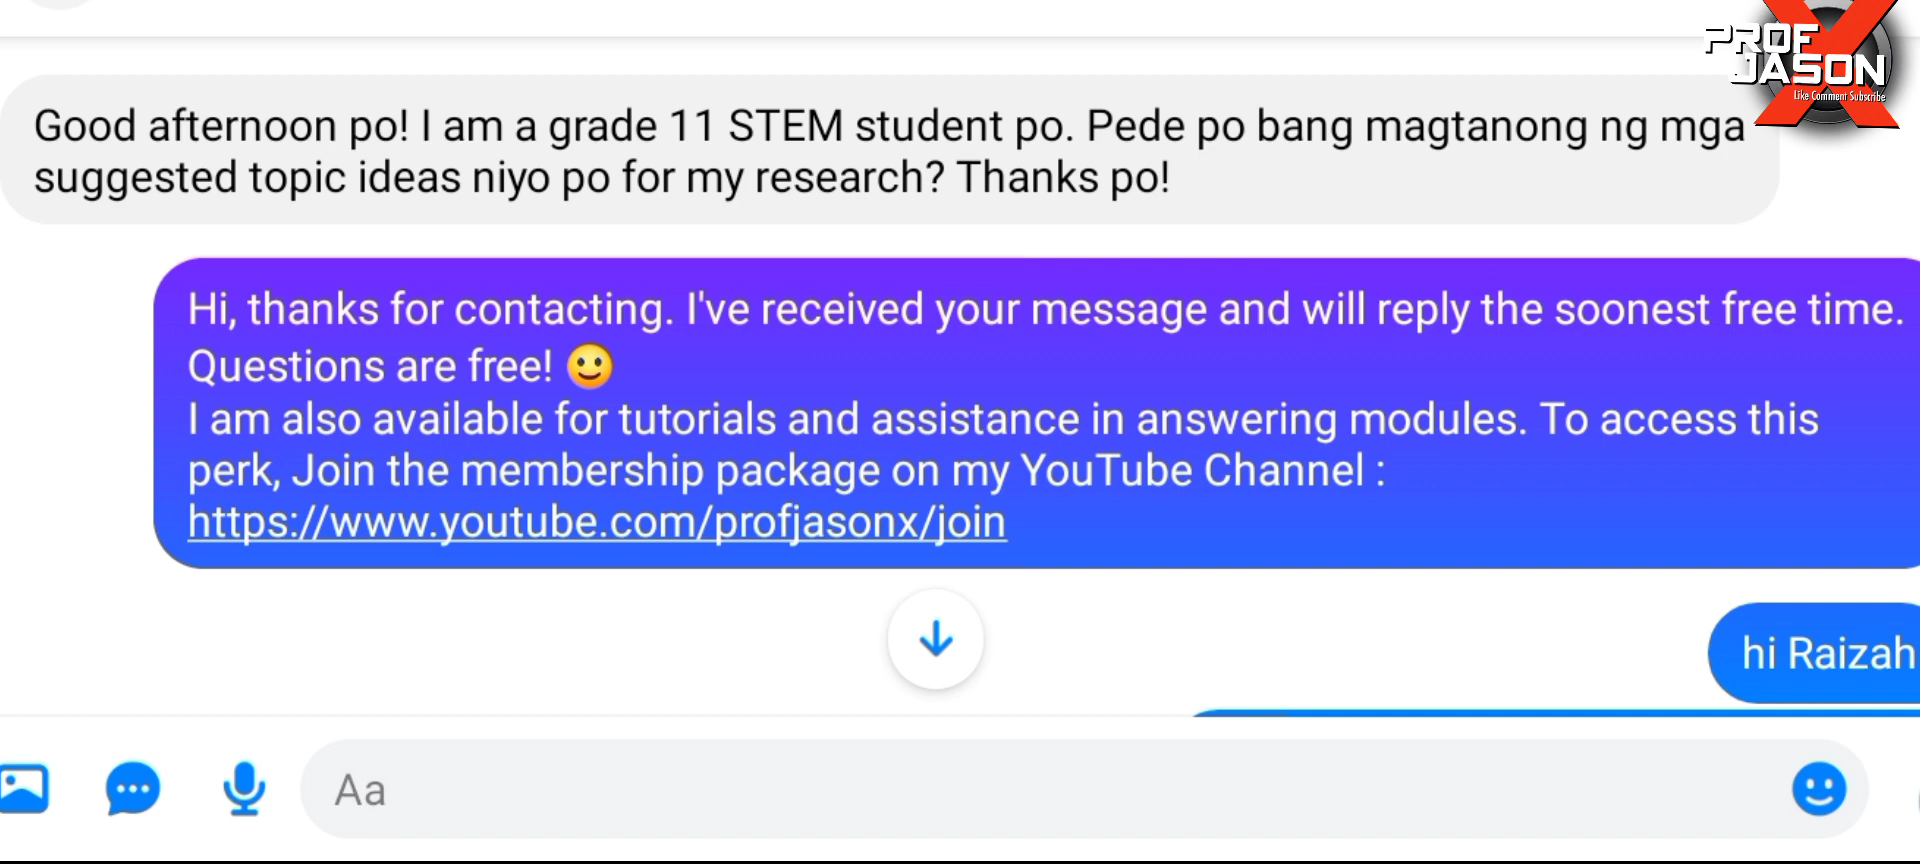 PROF
JASON
Like Comment Subscribe
Good afternoon po! I am a grade 11 STEM student po. Pede po bang magtanong ng mga
suggested topic ideas niyo po for my research? Thanks po!
Hi, thanks for contacting. I've received your message and will reply the soonest free time.
Questions are free! 🙂
I am also available for tutorials and assistance in answering modules. To access this
perk, Join the membership package on my YouTube Channel :
https://www.youtube.com/profjasonx/join
hi Raizah
Aa